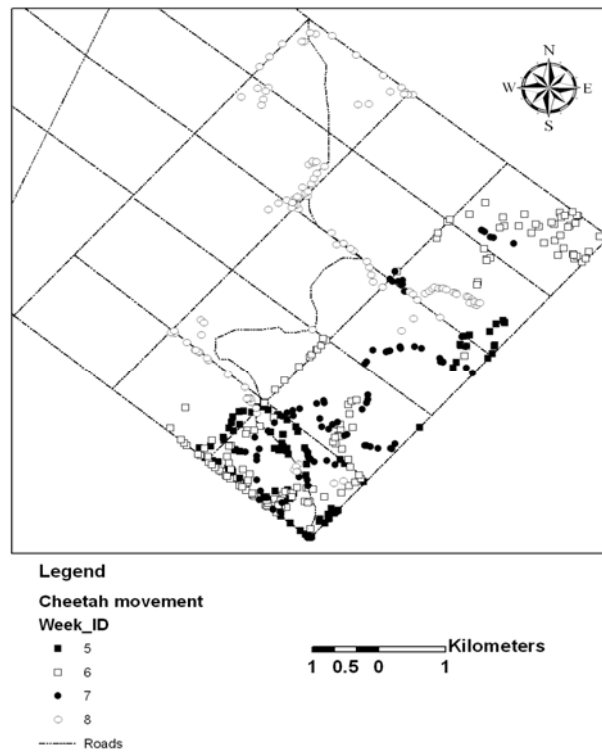 N
W E
S
Legend
Cheetah movement
Week_ID
5
6
7
8
Roads
Kilometers
1 0.5 0 1